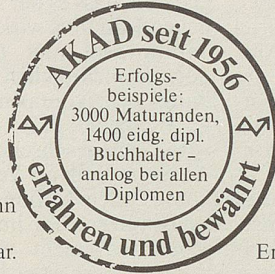 AKAD seit 1956
Erfolgs-
beispiele:
3000 Maturanden,
1400 eidg. dipl.
Buchhalter –
analog bei allen
Diplomen
erfahren und bewährt